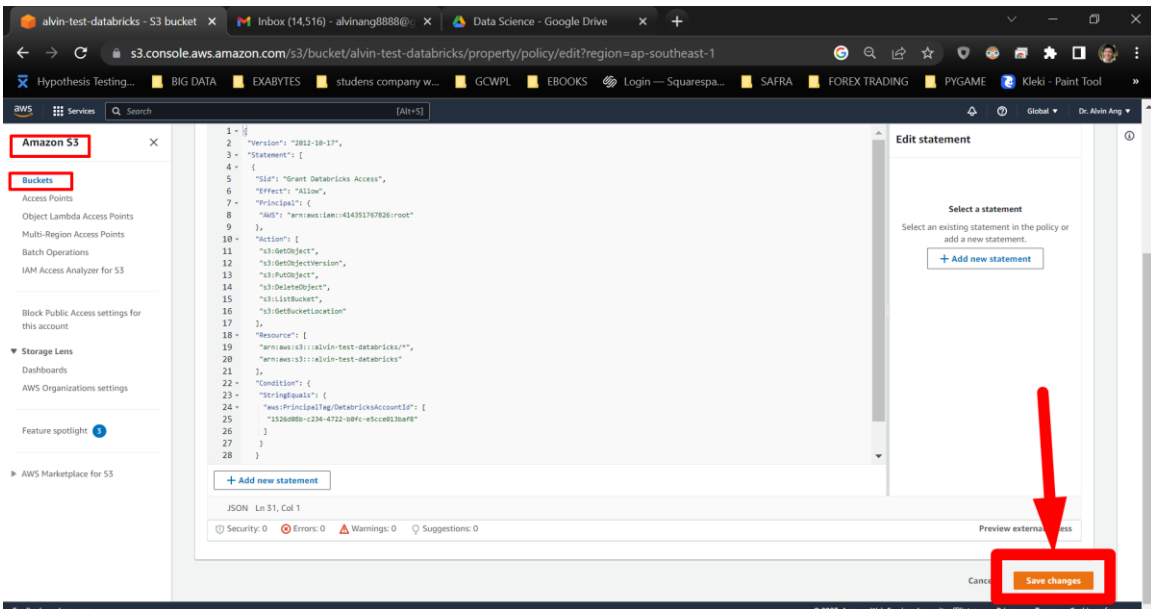 alvin-test-databricks - S3 bucket
Inbox (14,516) - alvinang8888@g
Data Science - Google Drive
s3.console.aws.amazon.com/s3/bucket/alvin-test-databricks/property/policy/edit?region=ap-southeast-1
Hypothesis Testing... BIG DATA EXABYTES studens company w... GCWPL EBOOKS Login — Squarespa... SAFRA FOREX TRADING PYGAME Kleki - Paint Tool »
aws Services Search [Alt+S] Global Dr. Alvin Ang
Amazon S3
Buckets
Access Points
Object Lambda Access Points
Multi-Region Access Points
Batch Operations
IAM Access Analyzer for S3
Block Public Access settings for
this account
Storage Lens
Dashboards
AWS Organizations settings
Feature spotlight 3
AWS Marketplace for S3
1 {
2 "Version": "2012-10-17",
3 "Statement": [
4 {
5 "Sid": "Grant Databricks Access",
6 "Effect": "Allow",
7 "Principal": {
8 "AWS": "arn:aws:iam::414351767826:root"
9 },
10 "Action": [
11 "s3:GetObject",
12 "s3:GetObjectVersion",
13 "s3:PutObject",
14 "s3:DeleteObject",
15 "s3:ListBucket",
16 "s3:GetBucketLocation"
17 ],
18 "Resource": [
19 "arn:aws:s3:::alvin-test-databricks/*",
20 "arn:aws:s3:::alvin-test-databricks"
21 ],
22 "Condition": {
23 "StringEquals": {
24 "aws:PrincipalTag/DatabricksAccountId": [
25 "1526d08b-c234-4722-b0fc-e5cce013baf8"
26 ]
27 }
28 }
+ Add new statement
JSON Ln 31, Col 1
Security: 0 Errors: 0 Warnings: 0 Suggestions: 0
Preview external
Edit statement
Select a statement
Select an existing statement in the policy or
add a new statement.
+ Add new statement
Save changes